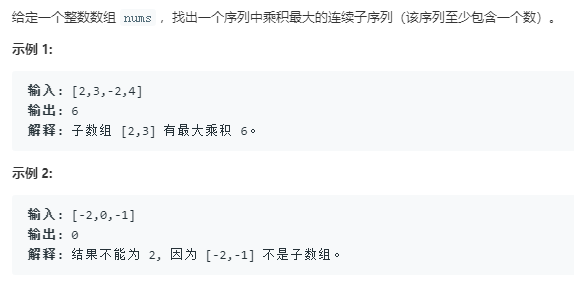 给定一个整数数组 nums ，找出一个序列中乘积最大的连续子序列（该序列至少包含一个数）。
示例 1:
输入: [2,3,-2,4]
输出: 6
解释: 子数组 [2,3] 有最大乘积 6。
示例 2:
输入: [-2,0,-1]
输出: 0
解释: 结果不能为 2, 因为 [-2,-1] 不是子数组。